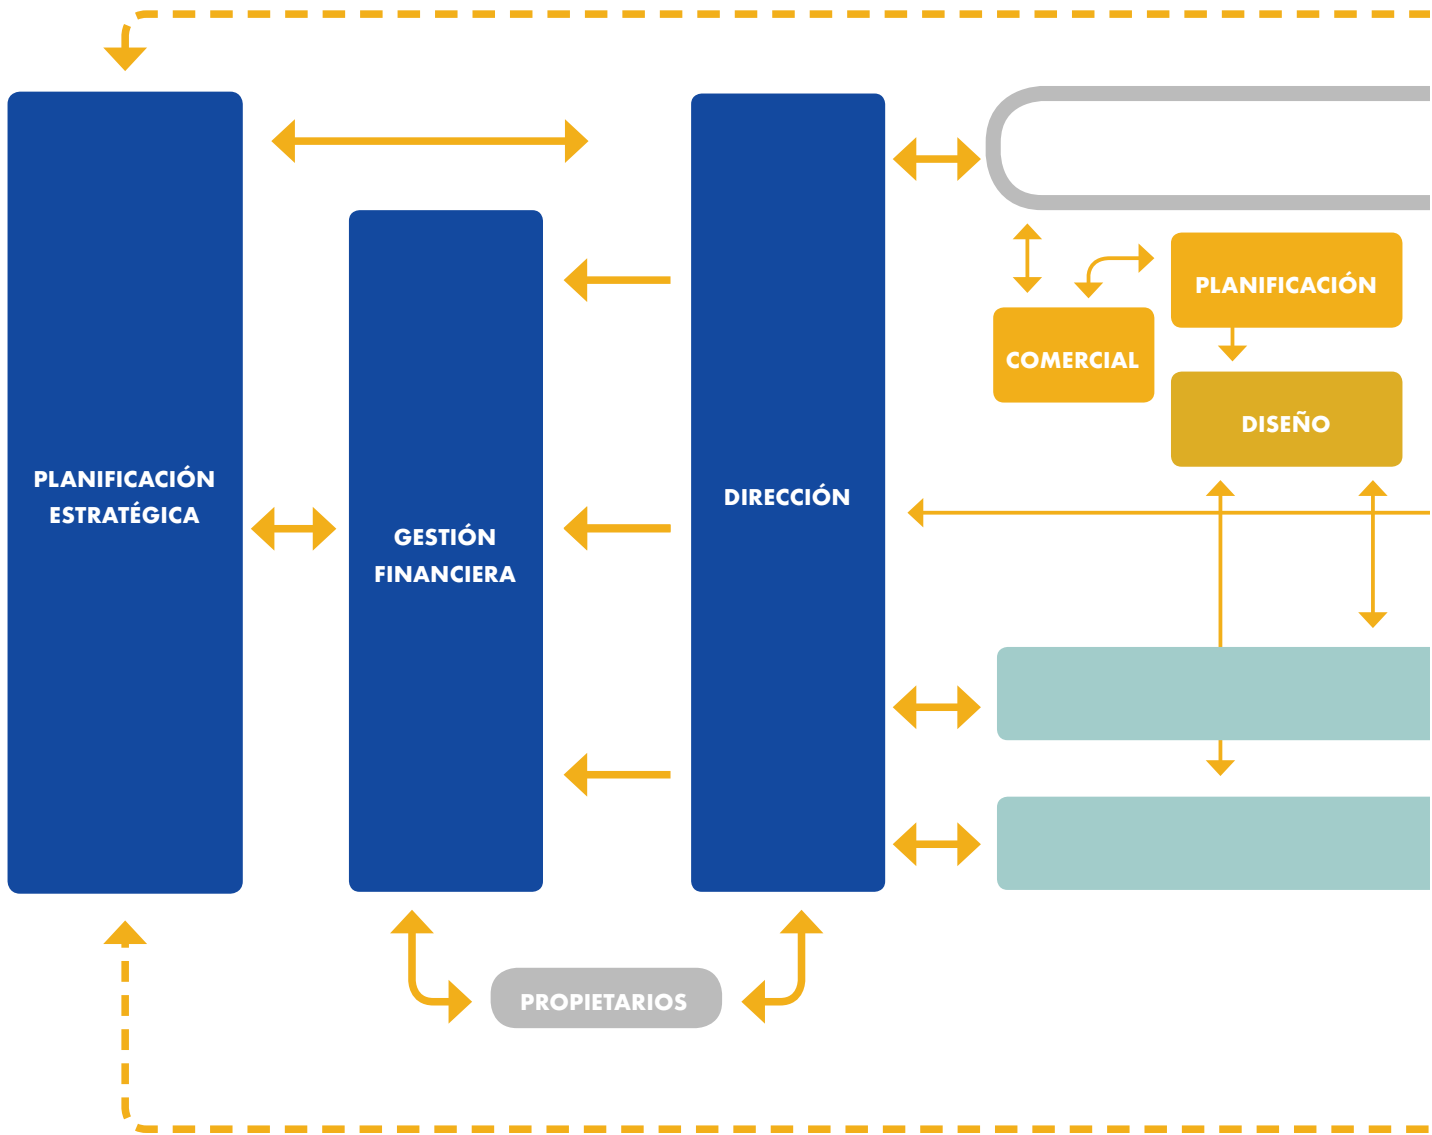 PLANIFICACIÓN
ESTRATÉGICA
GESTIÓN
FINANCIERA
DIRECCIÓN
PLANIFICACIÓN
COMERCIAL
DISEÑO
PROPIETARIOS